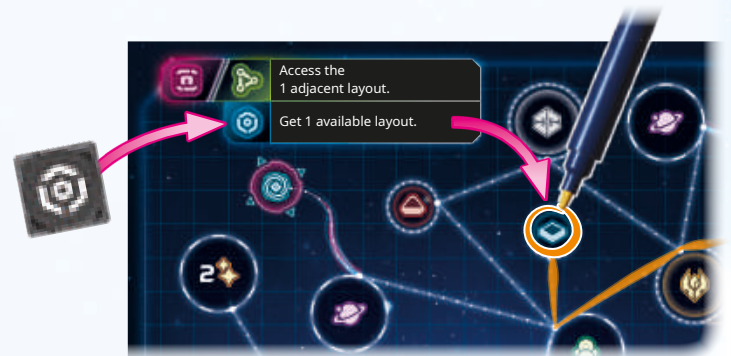 Access the
1 adjacent layout.
Get 1 available layout.
2